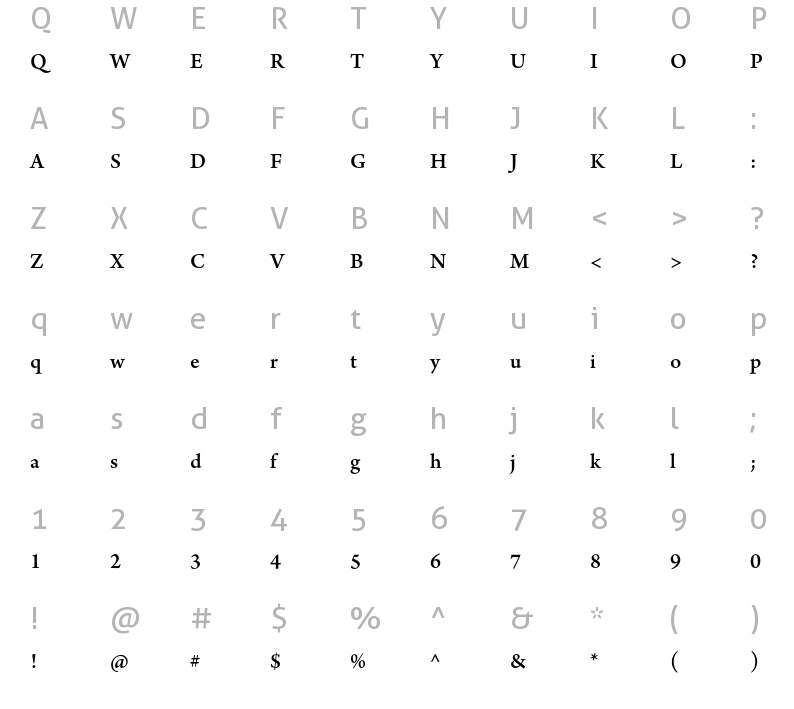 Q W E R T Y U I O P
Q W E R T Y U I O P
A S D F G H J K L :
A S D F G H J K L :
Z X C V B N M < > ?
Z X C V B N M < > ?
q w e r t y u i o p
q w e r t y u i o p
a s d f g h j k l ;
a s d f g h j k l ;
1 2 3 4 5 6 7 8 9 0
1 2 3 4 5 6 7 8 9 0
! @ # $ % ^ & * ( )
! @ # $ % ^ & * ( )